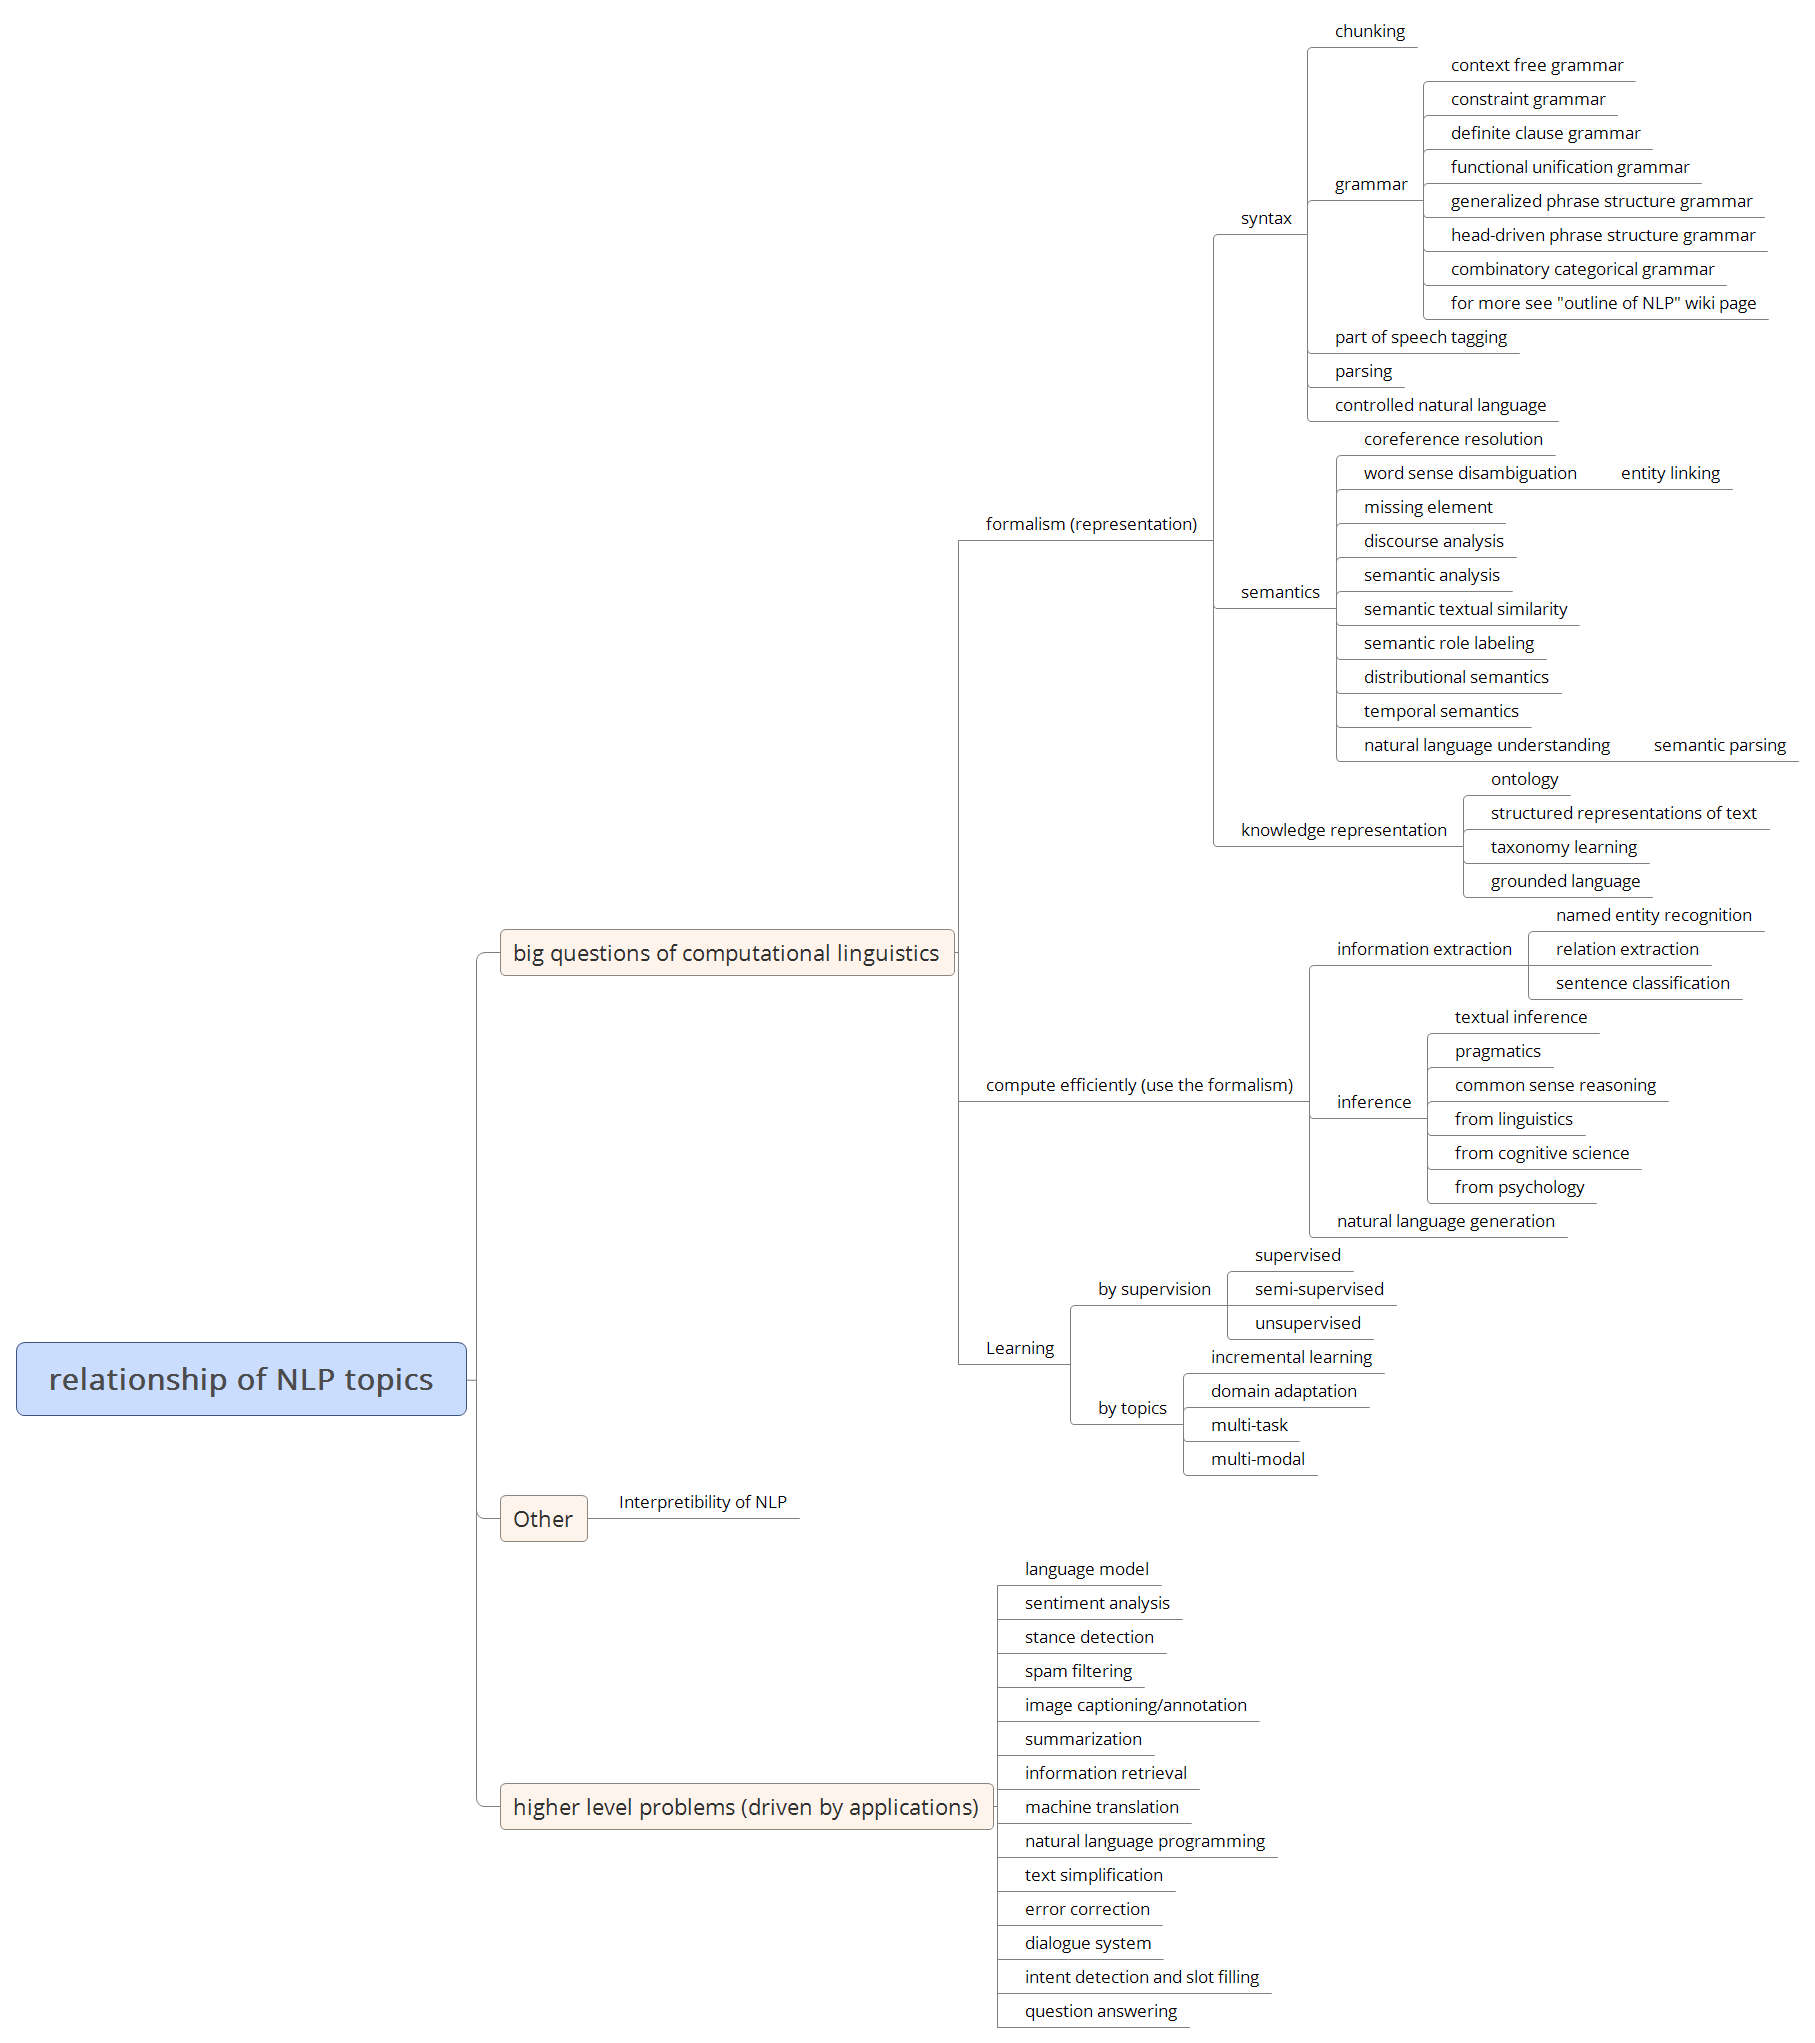 relationship of NLP topics
big questions of computational linguistics
formalism (representation)
syntax
chunking
grammar
context free grammar
constraint grammar
definite clause grammar
functional unification grammar
generalized phrase structure grammar
head-driven phrase structure grammar
combinatory categorical grammar
for more see "outline of NLP" wiki page
part of speech tagging
parsing
controlled natural language
semantics
coreference resolution
word sense disambiguation
entity linking
missing element
discourse analysis
semantic analysis
semantic textual similarity
semantic role labeling
distributional semantics
temporal semantics
natural language understanding
semantic parsing
knowledge representation
ontology
structured representations of text
taxonomy learning
grounded language
compute efficiently (use the formalism)
information extraction
named entity recognition
relation extraction
sentence classification
inference
textual inference
pragmatics
common sense reasoning
from linguistics
from cognitive science
from psychology
natural language generation
Learning
by supervision
supervised
semi-supervised
unsupervised
by topics
incremental learning
domain adaptation
multi-task
multi-modal
Other
Interpretibility of NLP
higher level problems (driven by applications)
language model
sentiment analysis
stance detection
spam filtering
image captioning/annotation
summarization
information retrieval
machine translation
natural language programming
text simplification
error correction
dialogue system
intent detection and slot filling
question answering